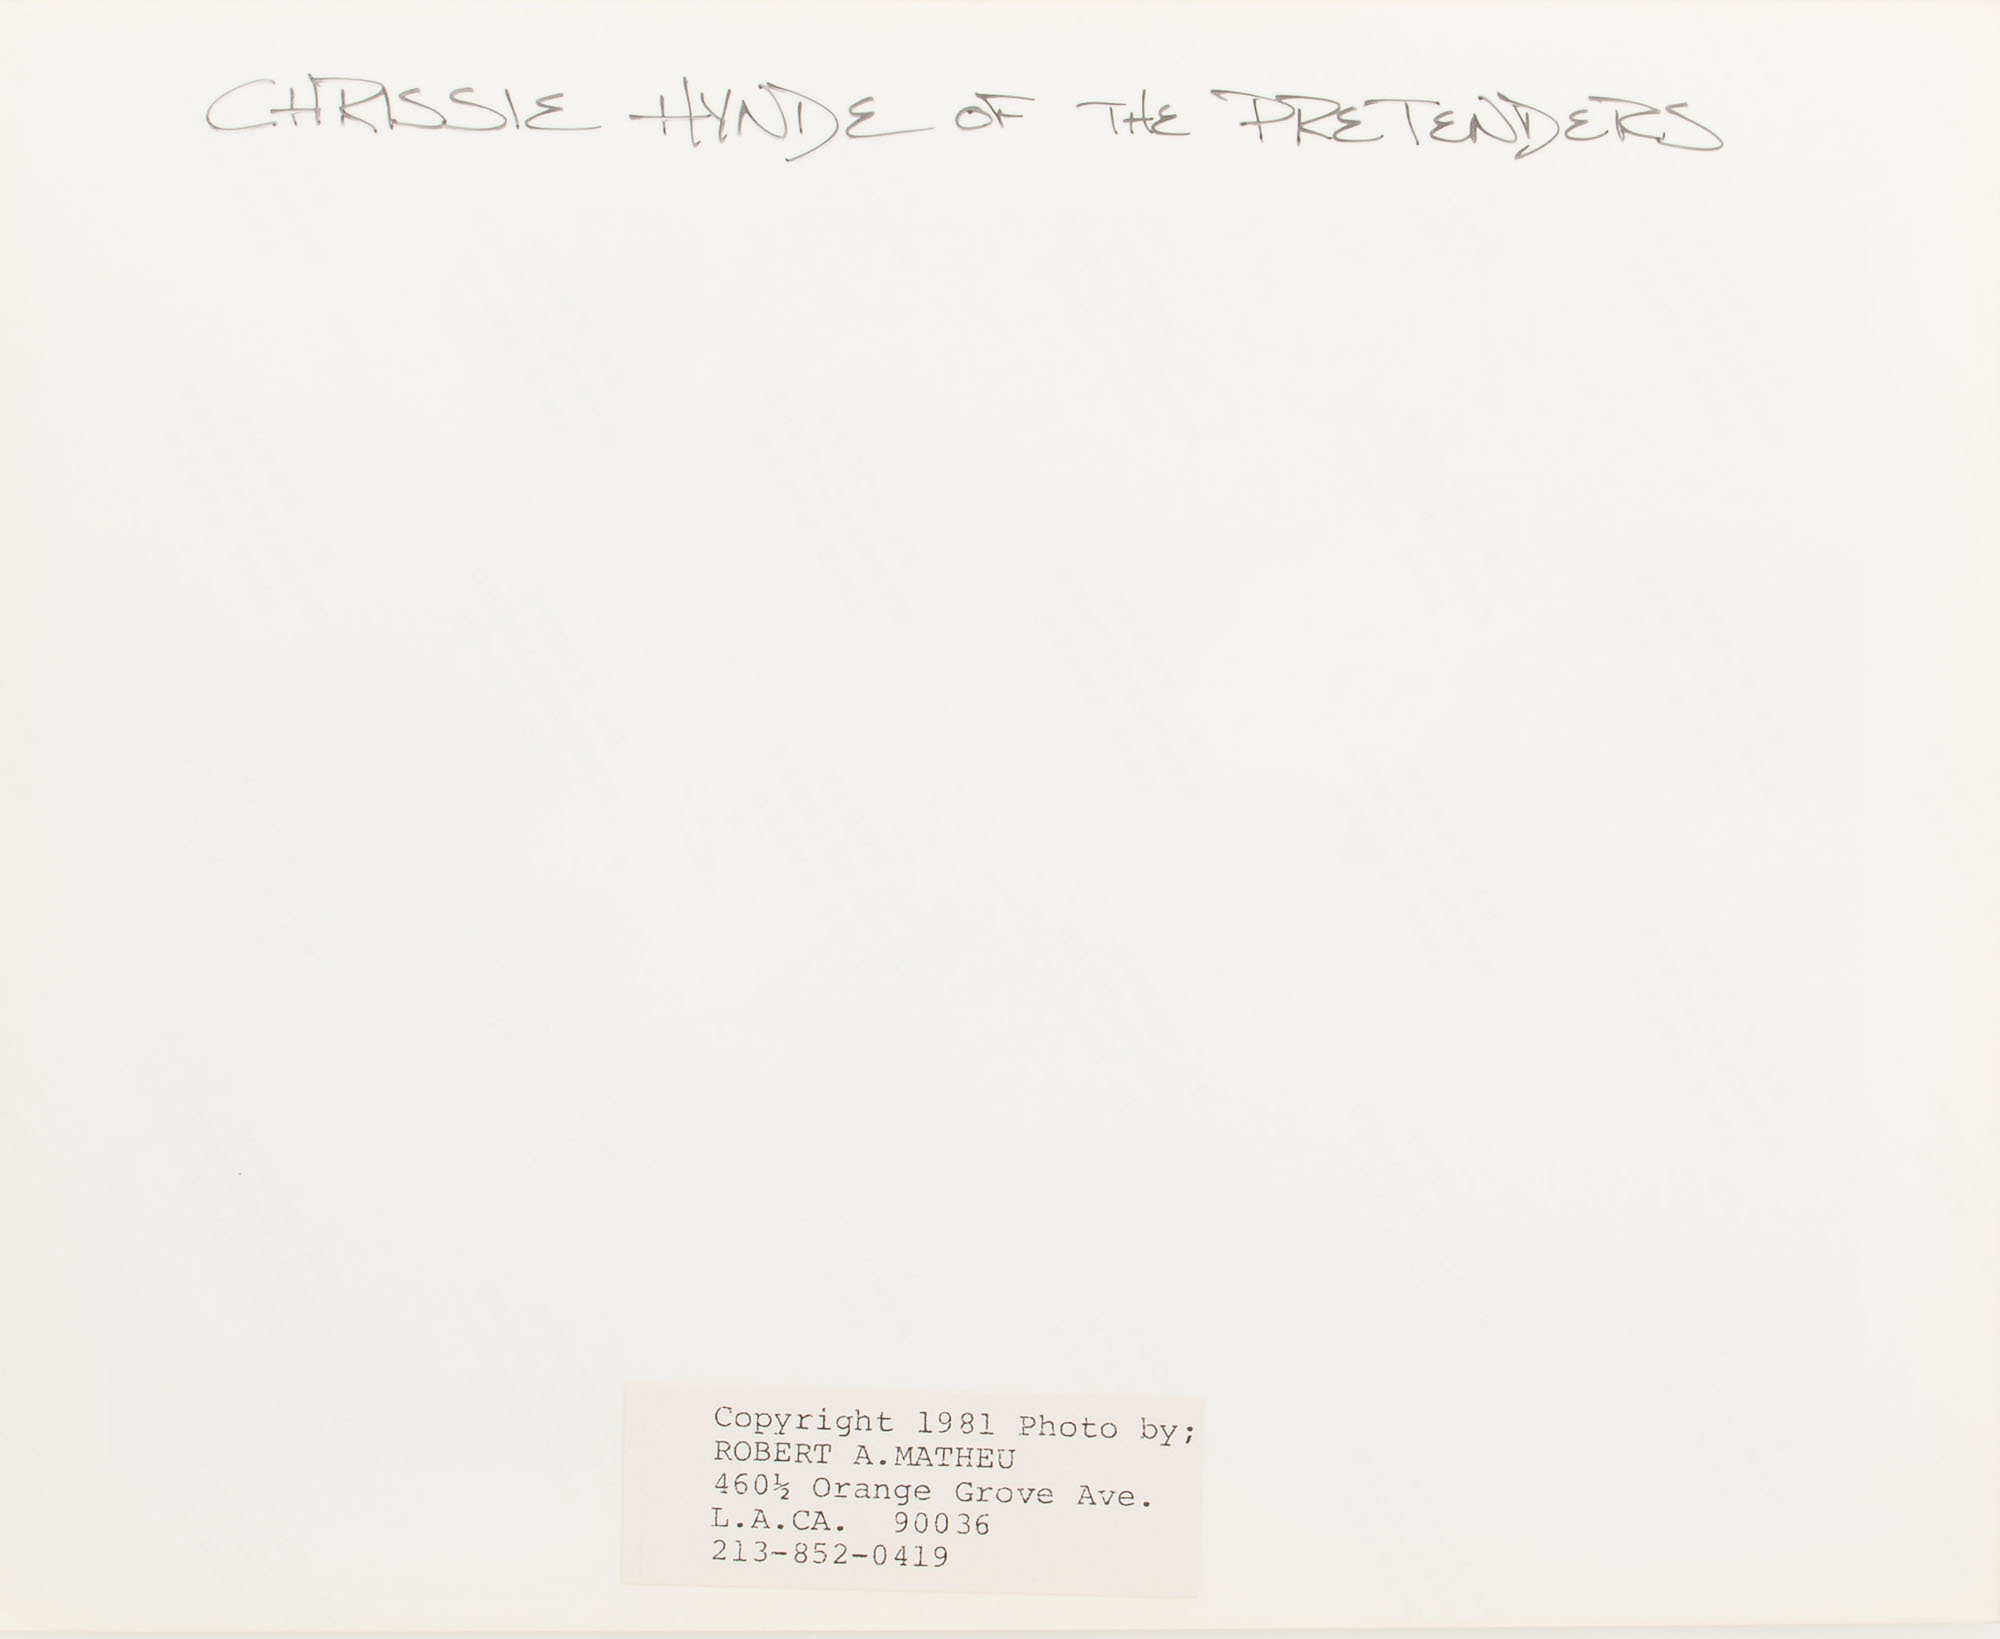 CHRISSIE HYNDE OF THE PRETENDERS
Copyright 1981 Photo by;
ROBERT A.MATHEU
460½ Orange Grove Ave.
L.A.CA. 90036
213-852-0419